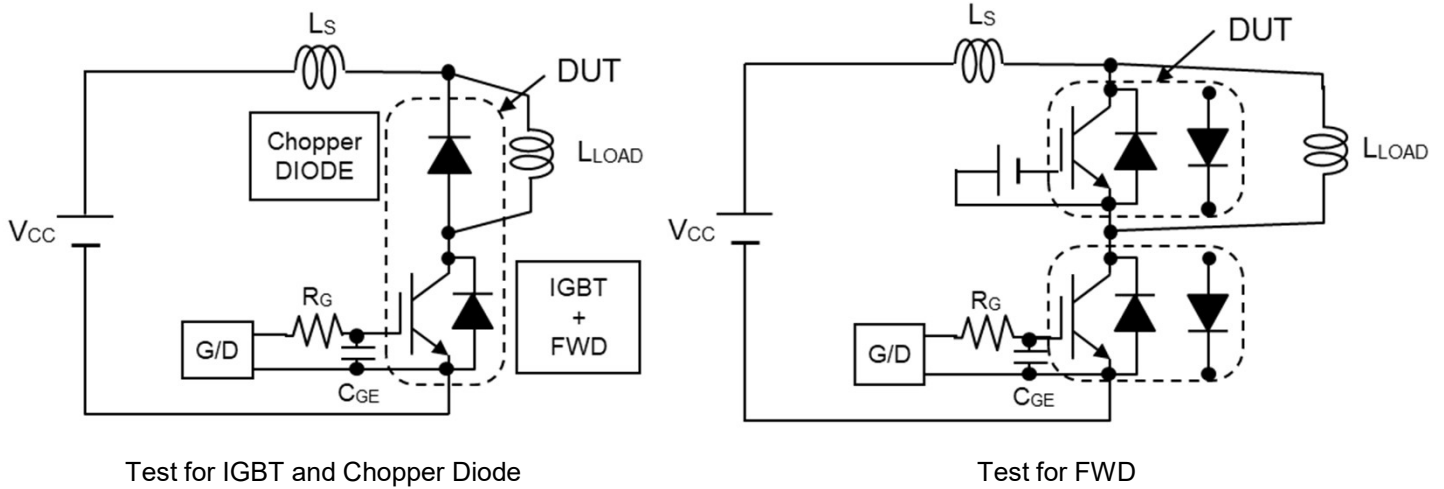 LS
DUT
Chopper
DIODE
LLOAD
VCC
RG
IGBT
+
FWD
G/D
CGE
Test for IGBT and Chopper Diode
LS
DUT
LLOAD
VCC
RG
G/D
CGE
Test for FWD